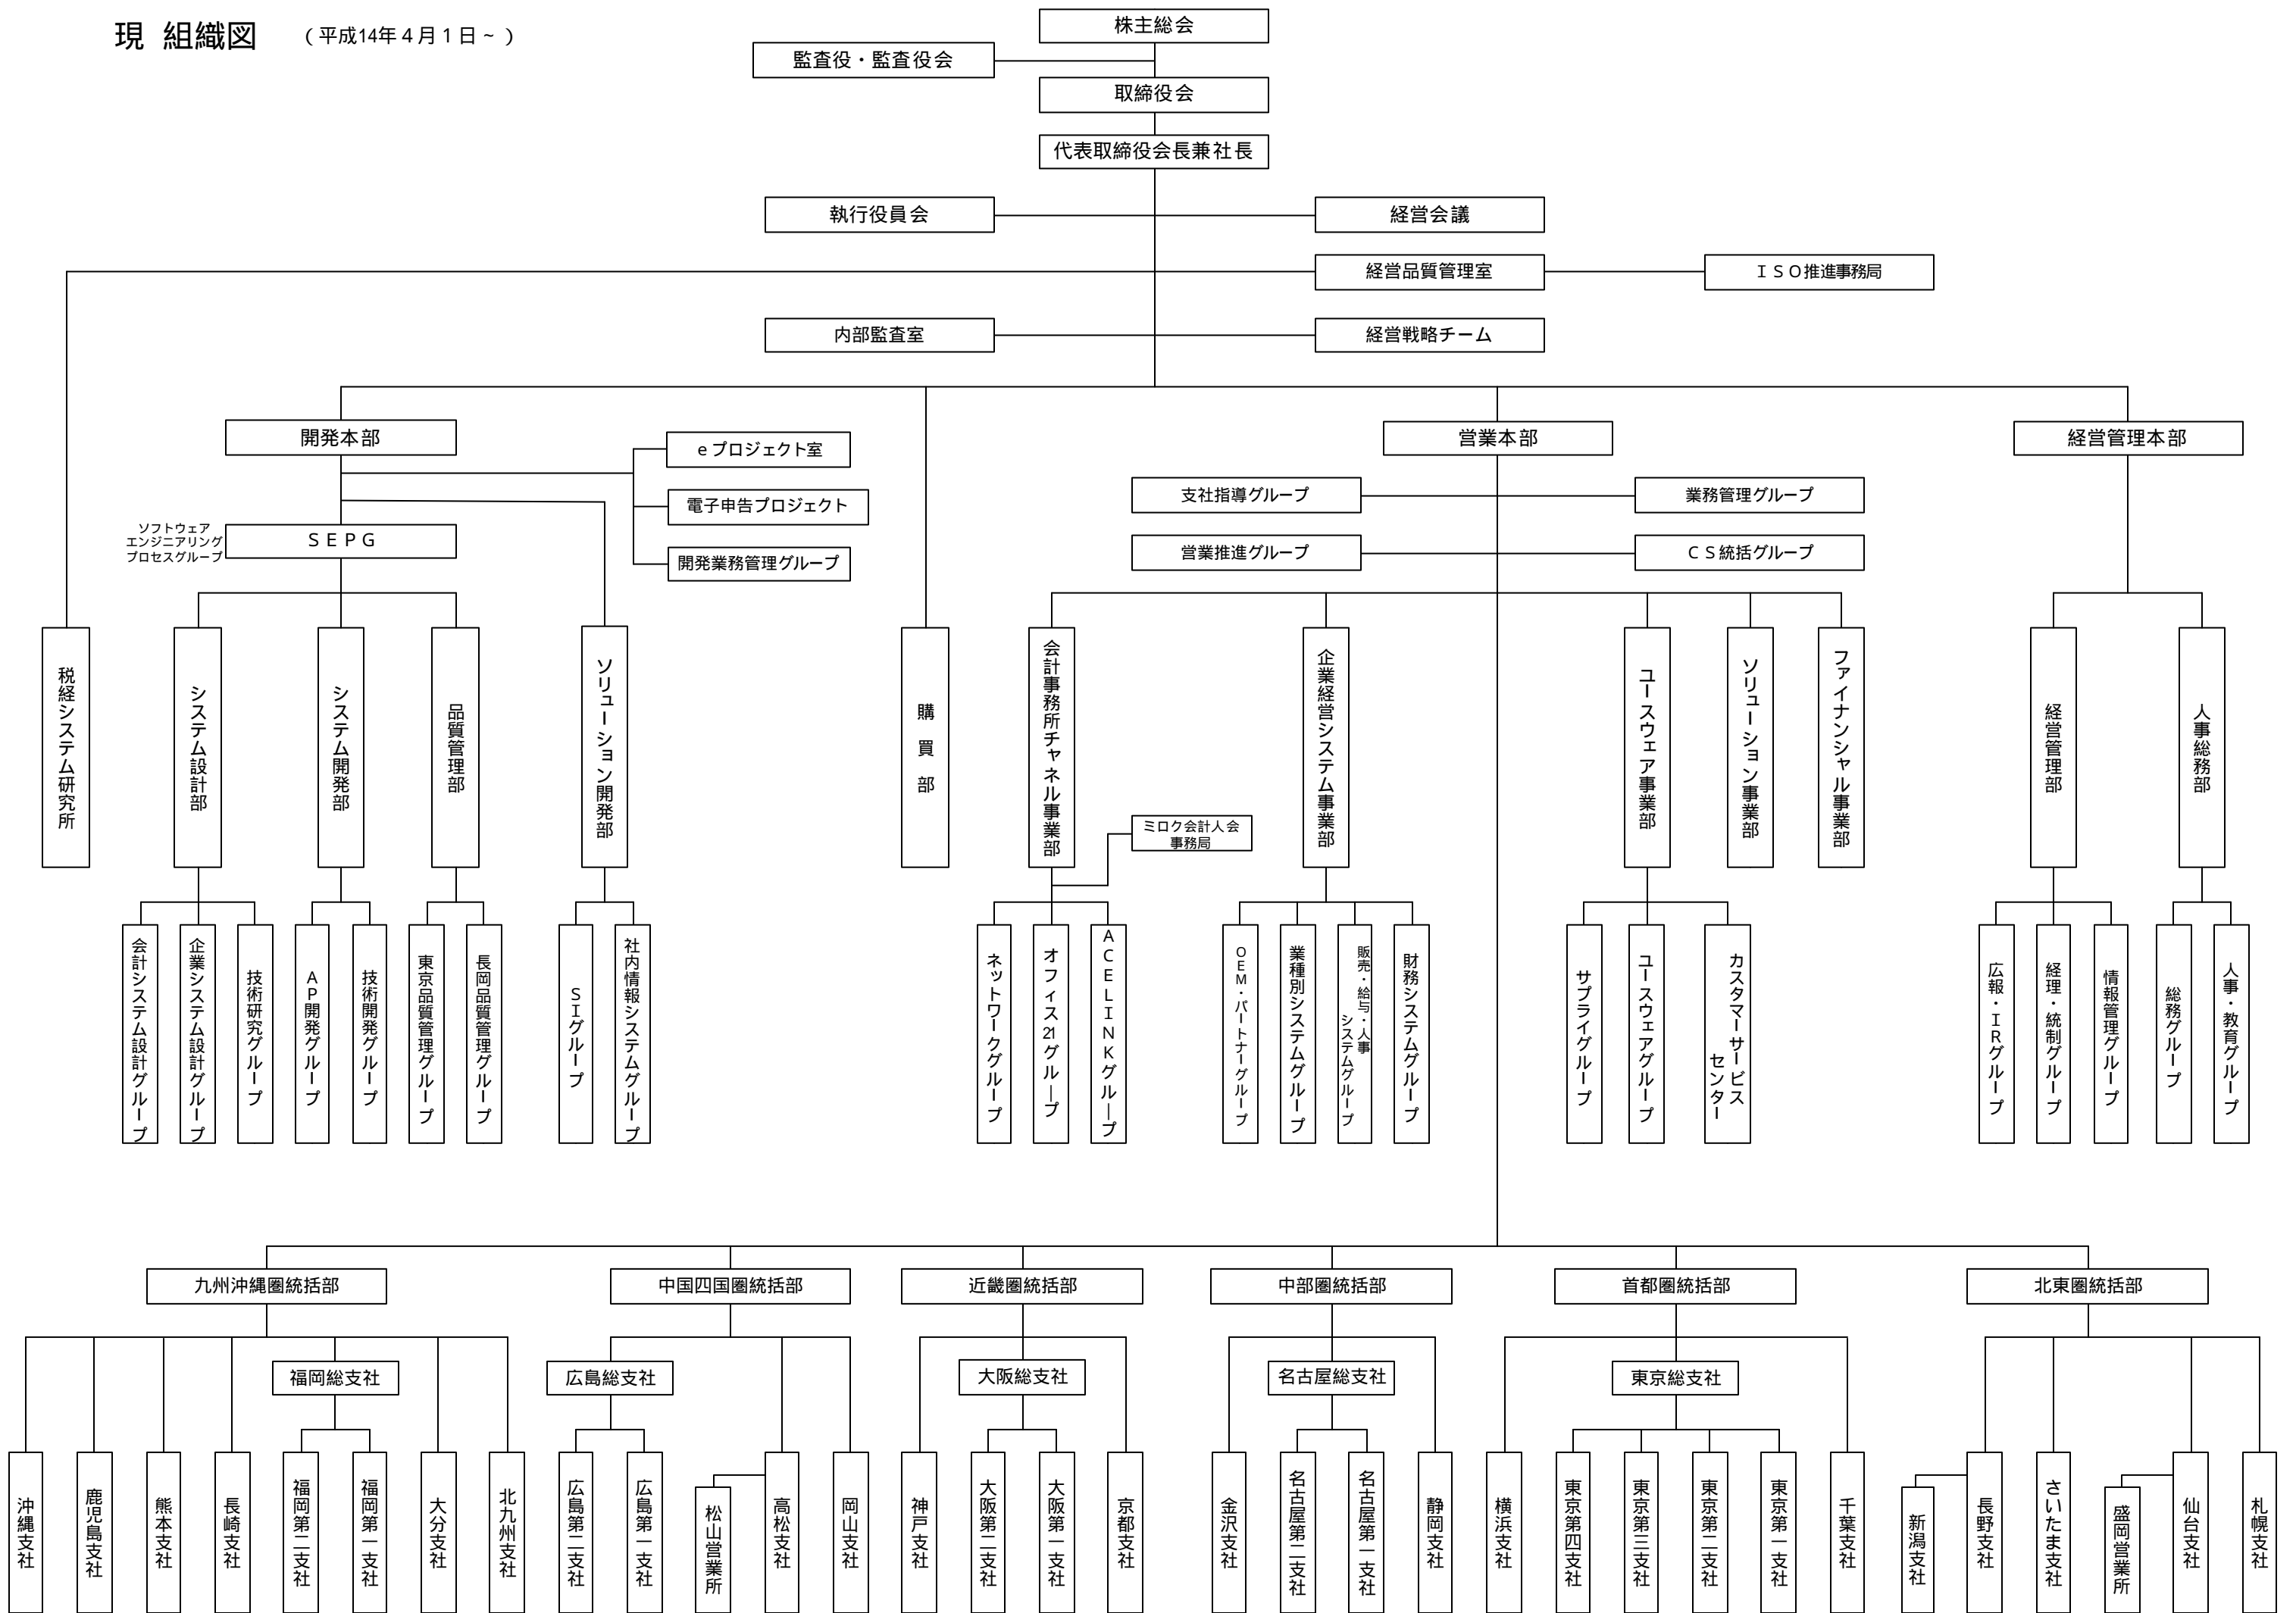 現 組織図
（平成14年４月１日～）
株主総会
監査役・監査役会
取締役会
代表取締役会長兼社長
執行役員会
経営会議
経営品質管理室
ＩＳＯ推進事務局
内部監査室
経営戦略チーム
開発本部
営業本部
経営管理本部
ｅプロジェクト室
電子申告プロジェクト
開発業務管理グループ
支社指導グループ
業務管理グループ
営業推進グループ
ＣＳ統括グループ
ソフトウェア
エンジニアリング
プロセスグループ
ＳＥＰＧ
税経システム研究所
システム設計部
システム開発部
品質管理部
ソリューション開発部
購買部
会計事務所チャネル事業部
ミロク会計人会
事務局
企業経営システム事業部
ユースウェア事業部
ソリューション事業部
ファイナンシャル事業部
経営管理部
人事総務部
会計システム設計グループ
企業システム設計グループ
技術研究グループ
ＡＰ開発グループ
技術開発グループ
東京品質管理グループ
長岡品質管理グループ
ＳＩグループ
社内情報システムグループ
ネットワークグループ
オフィス21グループ
ＡＣＥＬＩＮＫグループ
ＯＥＭ・パートナーグループ
業種別システムグループ
販売・給与・人事
システムグループ
財務システムグループ
サプライグループ
ユースウェアグループ
カスタマーサービス
センター
広報・ＩＲグループ
経理・統制グループ
情報管理グループ
総務グループ
人事・教育グループ
九州沖縄圏統括部
中国四国圏統括部
近畿圏統括部
中部圏統括部
首都圏統括部
北東圏統括部
福岡総支社
広島総支社
大阪総支社
名古屋総支社
東京総支社
沖縄支社
鹿児島支社
熊本支社
長崎支社
福岡第二支社
福岡第一支社
大分支社
北九州支社
広島第二支社
広島第一支社
松山営業所
高松支社
岡山支社
神戸支社
大阪第二支社
大阪第一支社
京都支社
金沢支社
名古屋第二支社
名古屋第一支社
静岡支社
横浜支社
東京第四支社
東京第三支社
東京第二支社
東京第一支社
千葉支社
新潟支社
長野支社
さいたま支社
盛岡営業所
仙台支社
札幌支社